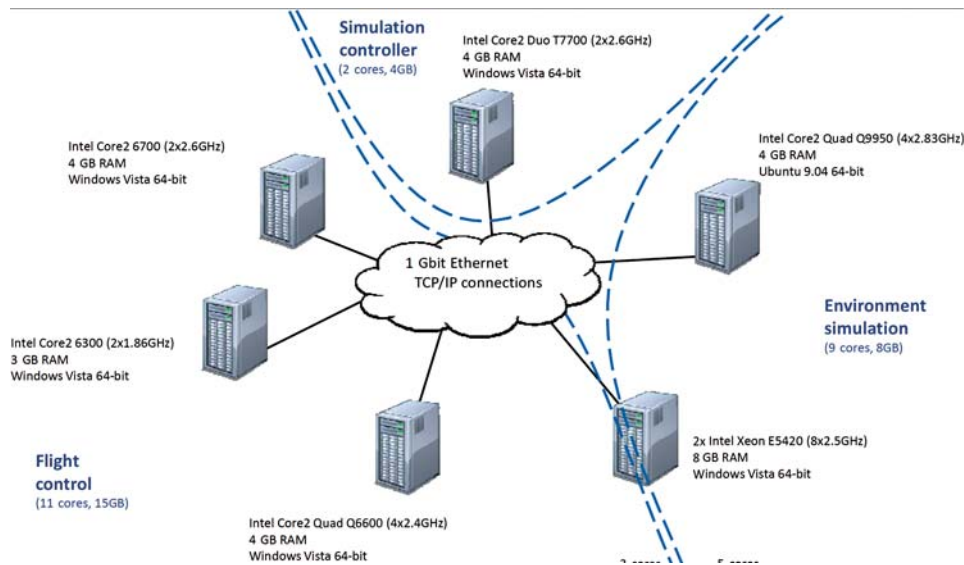 Simulation
controller
(2 cores, 4GB)
Intel Core2 Duo T7700 (2x2.6GHz)
4 GB RAM
Windows Vista 64-bit
Intel Core2 6700 (2x2.6GHz)
4 GB RAM
Windows Vista 64-bit
Intel Core2 Quad Q9950 (4x2.83GHz)
4 GB RAM
Ubuntu 9.04 64-bit
1 Gbit Ethernet
TCP/IP connections
Environment
simulation
(9 cores, 8GB)
Intel Core2 6300 (2x1.86GHz)
3 GB RAM
Windows Vista 64-bit
2x Intel Xeon E5420 (8x2.5GHz)
8 GB RAM
Windows Vista 64-bit
Flight
control
(11 cores, 15GB)
Intel Core2 Quad Q6600 (4x2.4GHz)
4 GB RAM
Windows Vista 64-bit
cores
5 cores